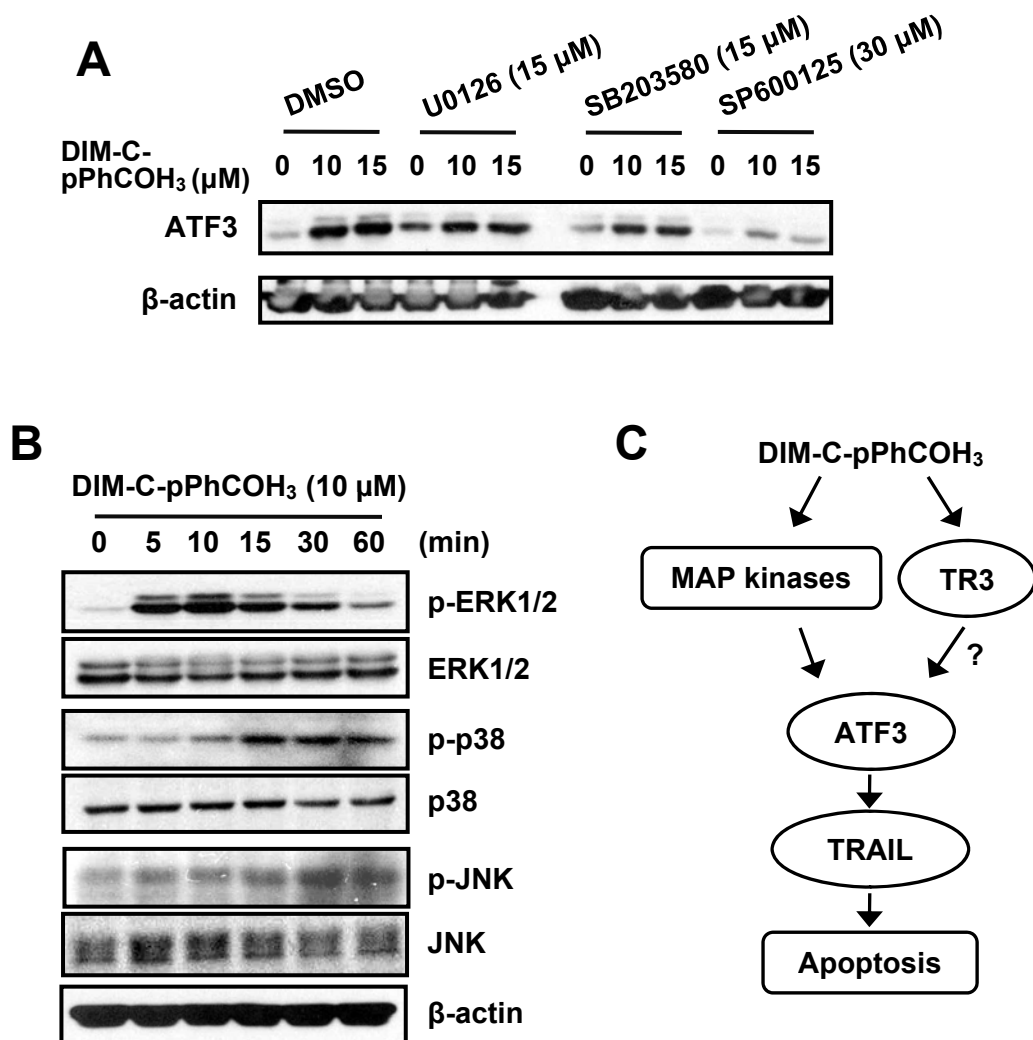 A
DMSO
U0126 (15 µM)
SB203580 (15 µM)
SP600125 (30 µM)
DIM-C-
pPhCOH₃ (µM)
0 10 15 0 10 15 0 10 15 0 10 15
ATF3
β-actin
B
DIM-C-pPhCOH₃ (10 µM)
0 5 10 15 30 60 (min)
p-ERK1/2
ERK1/2
p-p38
p38
p-JNK
JNK
β-actin
C
DIM-C-pPhCOH₃
MAP kinases
TR3
?
ATF3
TRAIL
Apoptosis